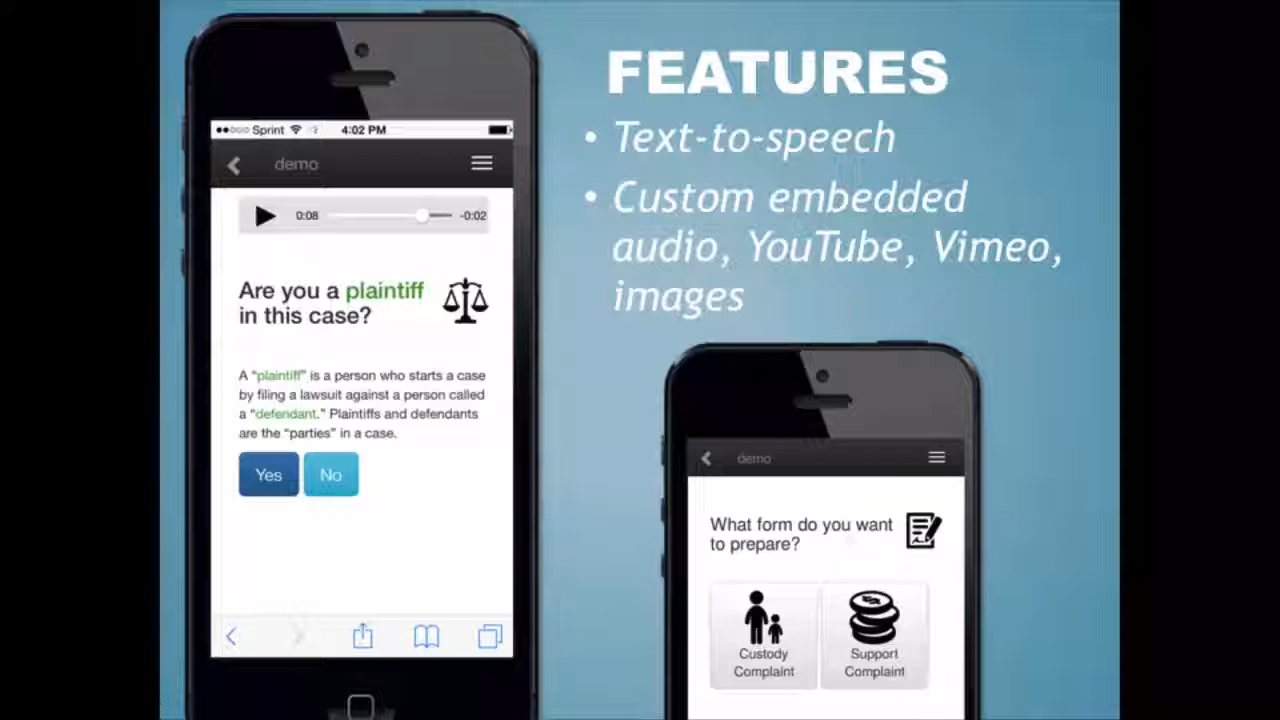 FEATURES
• Text-to-speech
• Custom embedded
audio, YouTube, Vimeo,
images
Sprint
4:02 PM
demo
0:08
-0:02
Are you a plaintiff
in this case?
A “plaintiff” is a person who starts a case
by filing a lawsuit against a person called
a “defendant.” Plaintiffs and defendants
are the “parties” in a case.
Yes
No
demo
What form do you want
to prepare?
Custody
Complaint
Support
Complaint